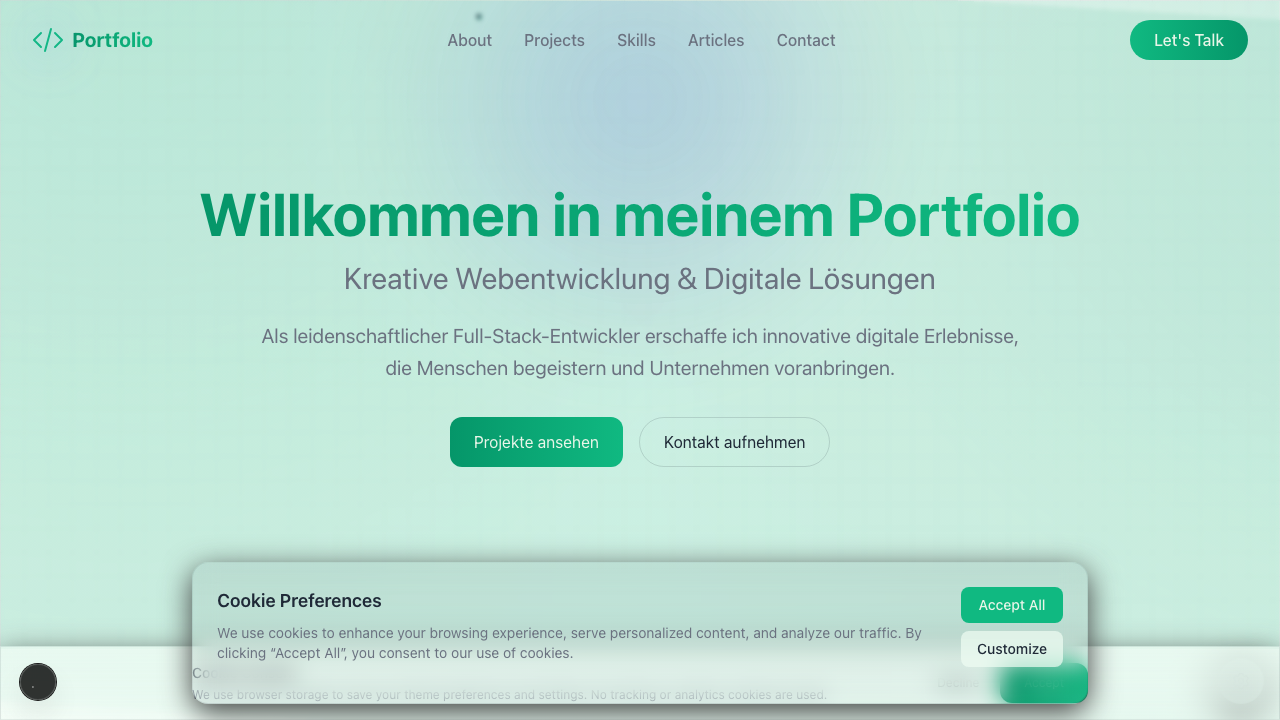 Portfolio
About
Projects
Skills
Articles
Contact
Let's Talk
Willkommen in meinem Portfolio
Kreative Webentwicklung & Digitale Lösungen
Als leidenschaftlicher Full-Stack-Entwickler erschaffe ich innovative digitale Erlebnisse,
die Menschen begeistern und Unternehmen voranbringen.
Projekte ansehen
Kontakt aufnehmen
Cookie Preferences
We use cookies to enhance your browsing experience, serve personalized content, and analyze our traffic. By
clicking “Accept All”, you consent to our use of cookies.
Accept All
Customize
We use browser storage to save your theme preferences and settings. No tracking or analytics cookies are used.
Decline